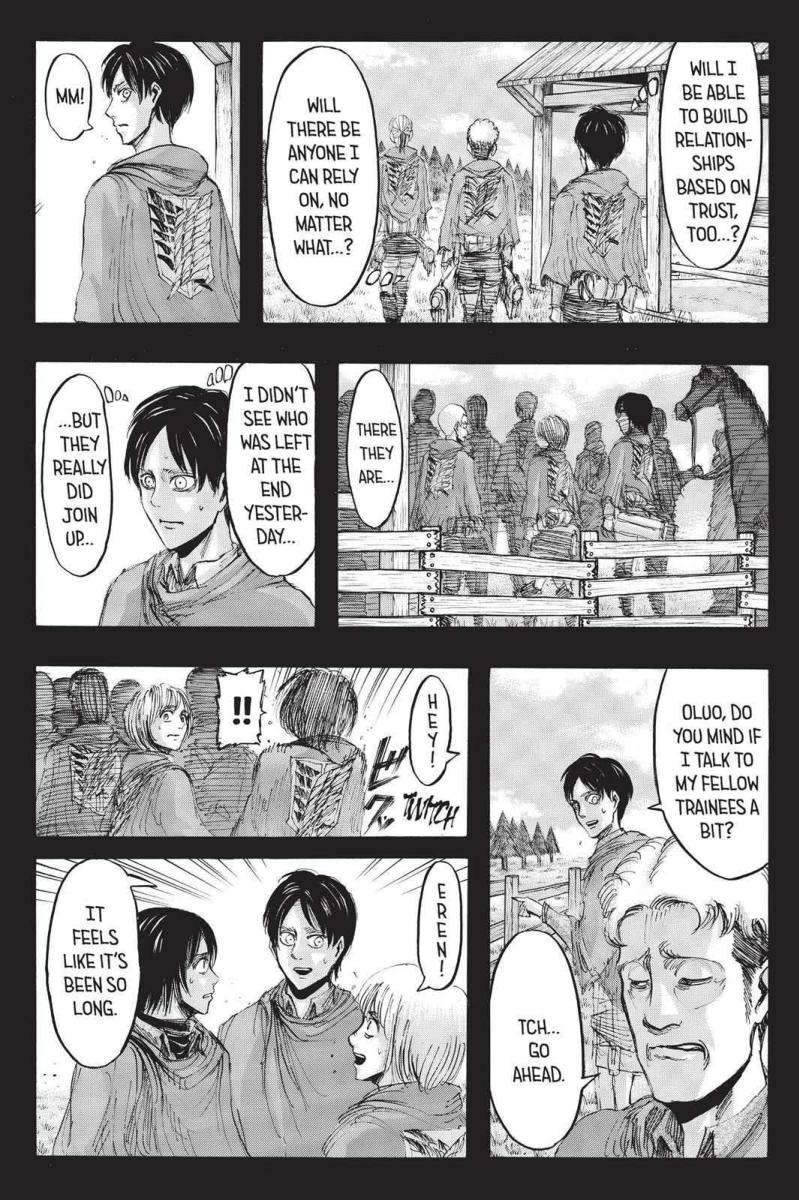 WILL I
BE ABLE
TO BUILD
RELATION-
SHIPS
BASED ON
TRUST,
TOO...?
WILL
THERE BE
ANYONE I
CAN RELY
ON, NO
MATTER
WHAT...?
MM!
THERE
THEY
ARE...
I DIDN'T
SEE WHO
WAS LEFT
AT THE
END
YESTER-
DAY...
...BUT
THEY
REALLY
DID
JOIN
UP...
OLUO, DO
YOU MIND IF
I TALK TO
MY FELLOW
TRAINEES A
BIT?
TCH...
GO
AHEAD.
HEY!
ビクッ
TWITCH
!!
EREN!
IT
FEELS
LIKE IT'S
BEEN SO
LONG.